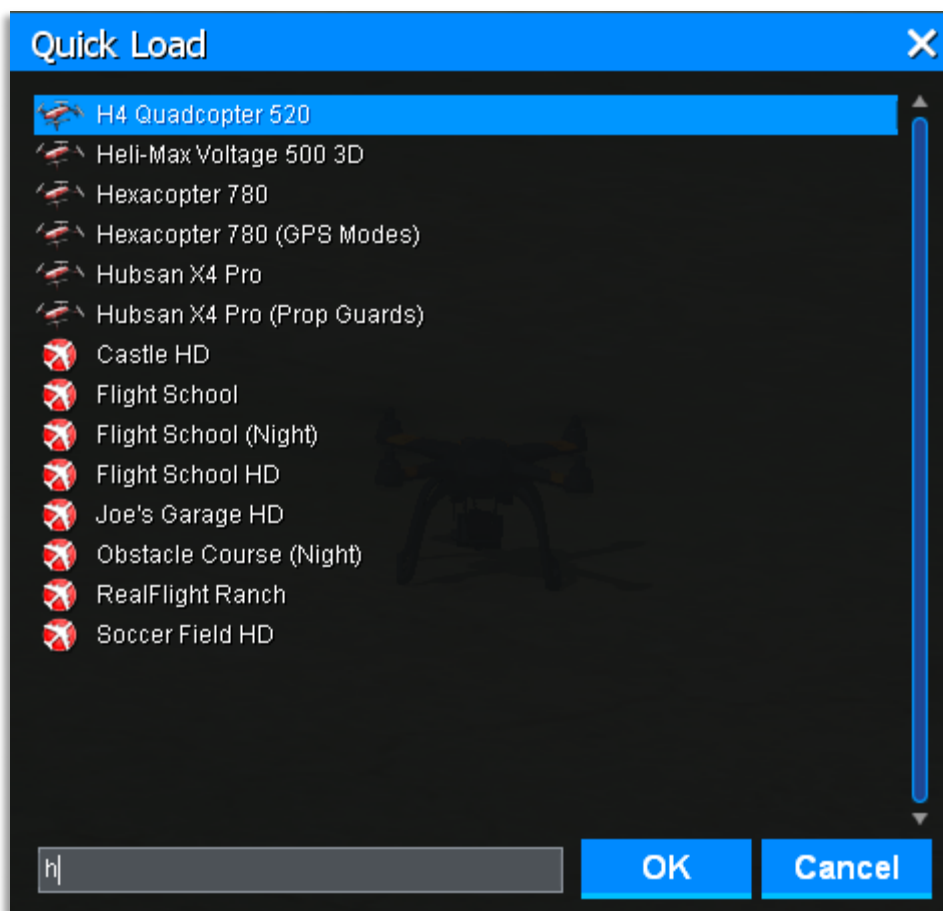 Quick Load
H4 Quadcopter 520
Heli-Max Voltage 500 3D
Hexacopter 780
Hexacopter 780 (GPS Modes)
Hubsan X4 Pro
Hubsan X4 Pro (Prop Guards)
Castle HD
Flight School
Flight School (Night)
Flight School HD
Joe's Garage HD
Obstacle Course (Night)
RealFlight Ranch
Soccer Field HD
h
OK Cancel